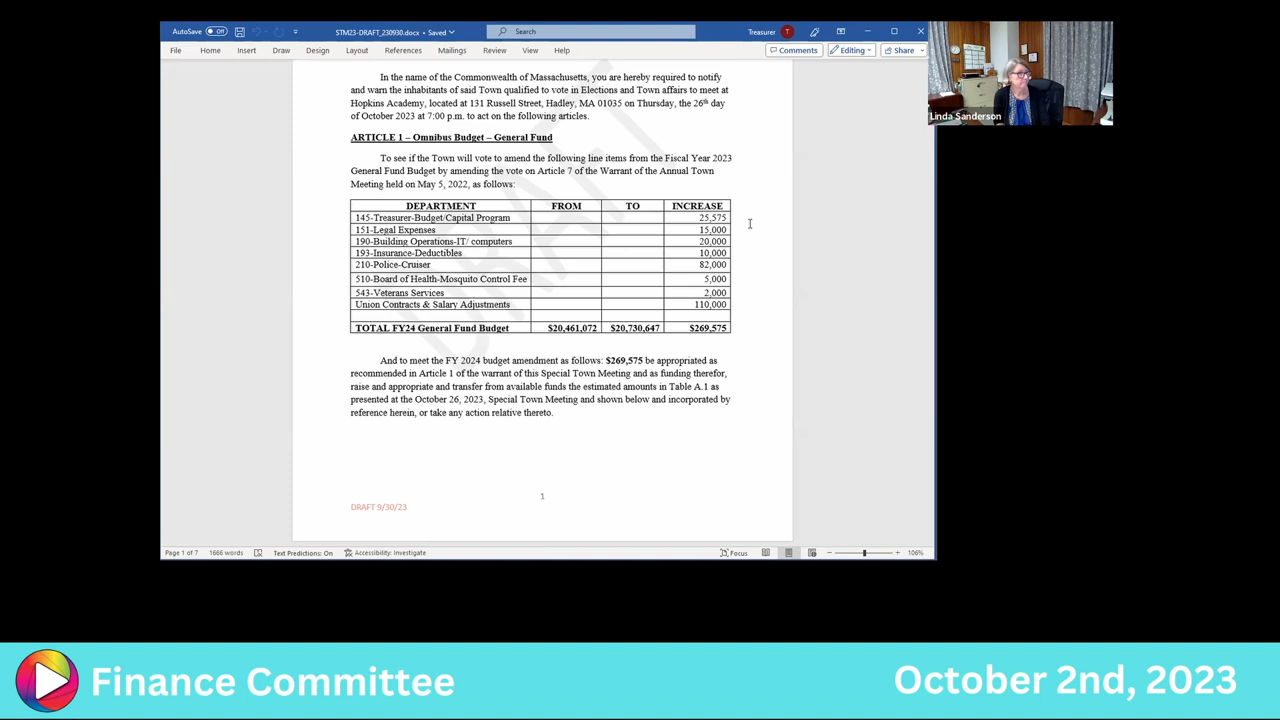 AutoSave Off STM23-DRAFT_230930.docx • Saved Search Treasurer T
File Home Insert Draw Design Layout References Mailings Review View Help Comments Editing Share
Linda Sanderson
In the name of the Commonwealth of Massachusetts, you are hereby required to notify
and warn the inhabitants of said Town qualified to vote in Elections and Town affairs to meet at
Hopkins Academy, located at 131 Russell Street, Hadley, MA 01035 on Thursday, the 26th day
of October 2023 at 7:00 p.m. to act on the following articles.
ARTICLE 1 – Omnibus Budget – General Fund
To see if the Town will vote to amend the following line items from the Fiscal Year 2023
General Fund Budget by amending the vote on Article 7 of the Warrant of the Annual Town
Meeting held on May 5, 2022, as follows:
DEPARTMENT FROM TO INCREASE
145-Treasurer-Budget/Capital Program 25,575
151-Legal Expenses 15,000
190-Building Operations-IT/ computers 20,000
193-Insurance-Deductibles 10,000
210-Police-Cruiser 82,000
510-Board of Health-Mosquito Control Fee 5,000
543-Veterans Services 2,000
Union Contracts & Salary Adjustments 110,000
TOTAL FY24 General Fund Budget $20,461,072 $20,730,647 $269,575
And to meet the FY 2024 budget amendment as follows: $269,575 be appropriated as
recommended in Article 1 of the warrant of this Special Town Meeting and as funding therefor,
raise and appropriate and transfer from available funds the estimated amounts in Table A.1 as
presented at the October 26, 2023, Special Town Meeting and shown below and incorporated by
reference herein, or take any action relative thereto.
DRAFT
1
DRAFT 9/30/23
Page 1 of 7 1666 words Text Predictions: On Accessibility: Investigate Focus 106%
Finance Committee October 2nd, 2023